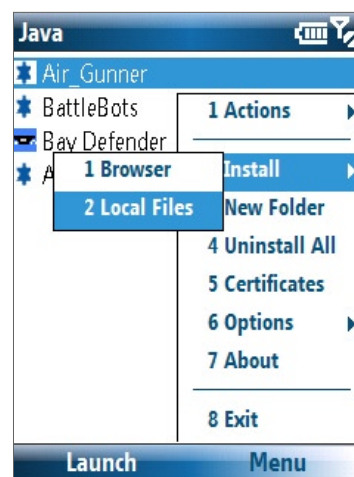 Java
Air_Gunner
BattleBots
Bay Defender
A
1 Actions
Install
New Folder
4 Uninstall All
5 Certificates
6 Options
7 About
8 Exit
1 Browser
2 Local Files
Launch
Menu